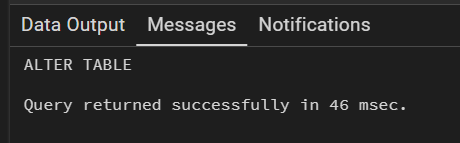 Data Output Messages Notifications
ALTER TABLE
Query returned successfully in 46 msec.